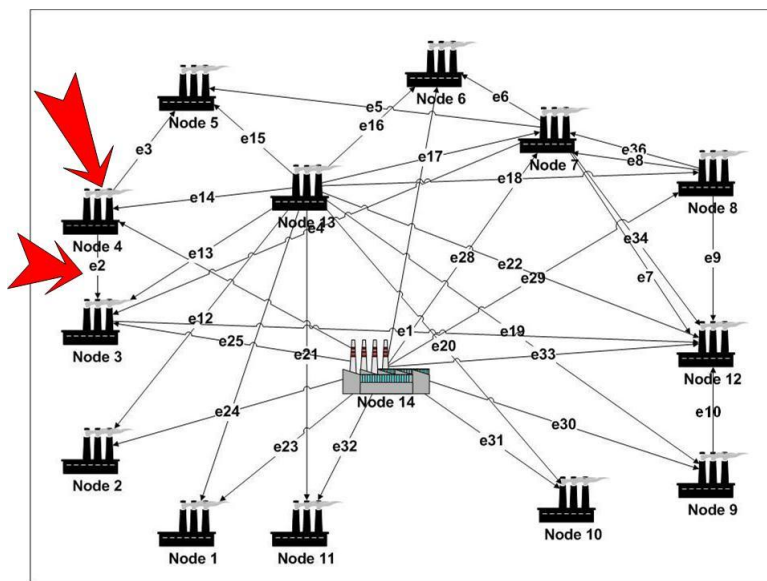 Node 6
e6
Node 5
e5
e16
e15
e3
e17
Node 7
e36
e8
e18
Node 8
e14
Node 13
e4
Node 4
e2
e13
e28
e22
e29
e34
e7
e9
Node 3
e12
e25
e1
e20
e19
e21
e33
Node 12
Node 14
e24
e10
e30
e23
e32
e31
Node 2
Node 9
Node 1
Node 11
Node 10